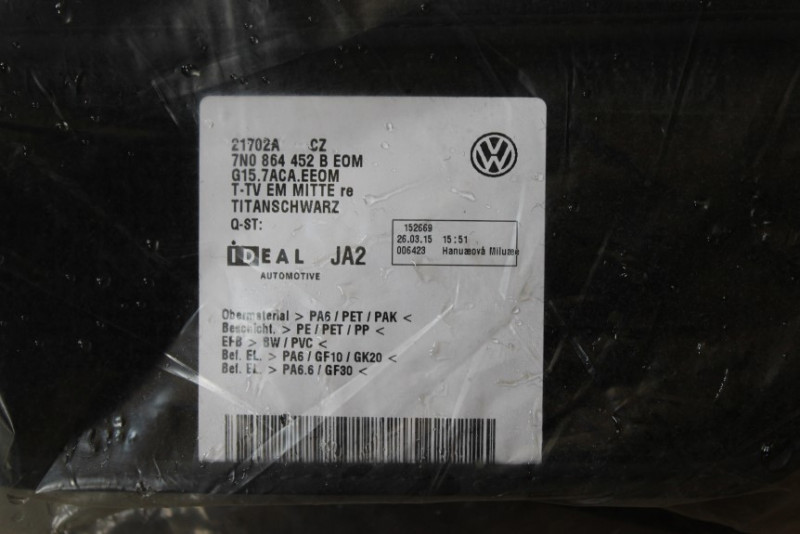 21702A CZ
7N0 864 452 B EOM
G15.7ACA.EEOM
T-TV EM MITTE re
TITANSCHWARZ
Q-ST:
IDEAL JA2
AUTOMOTIVE
152669
26.03.15 15:51
006423 Hanusová Milume
Obermaterial > PA6 / PET / PAK <
Beschicht. > PE / PET / PP <
EFB > BW / PVC <
Bef. EL. > PA6 / GF10 / GK20 <
Bef. EL. > PA6.6 / GF30 <